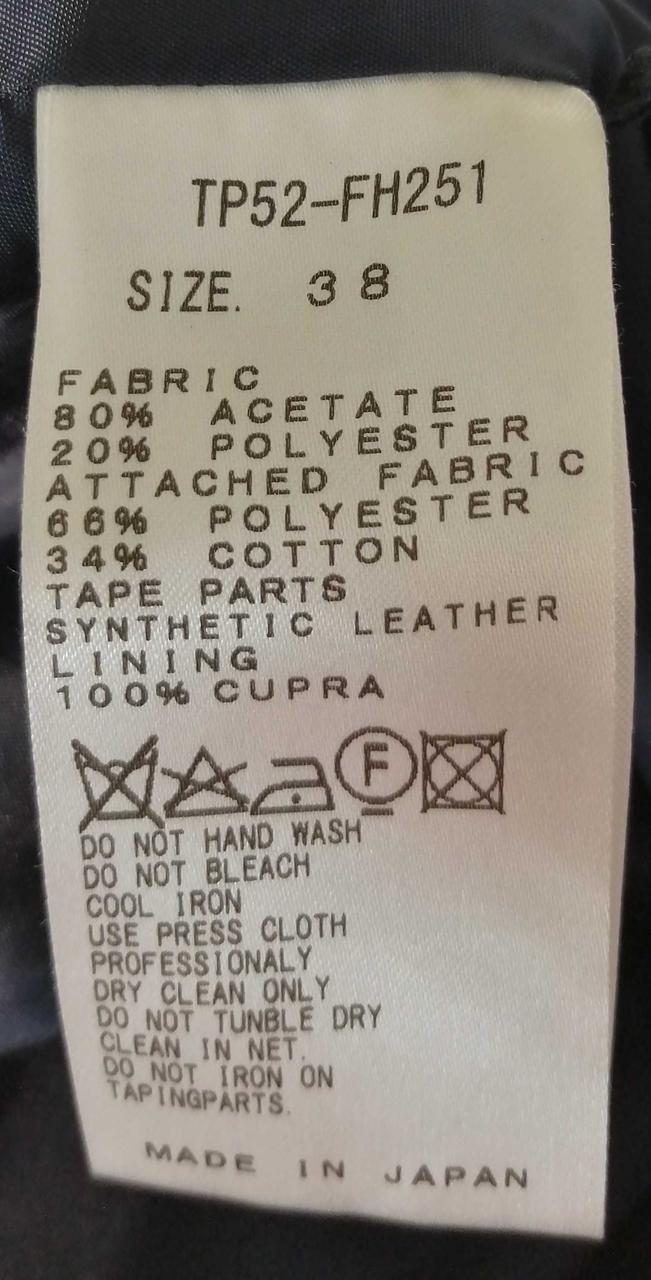 TP52-FH251
SIZE. 38
FABRIC
80% ACETATE
20% POLYESTER
ATTACHED FABRIC
66% POLYESTER
34% COTTON
TAPE PARTS
SYNTHETIC LEATHER
LINING
100% CUPRA
F
DO NOT HAND WASH
DO NOT BLEACH
COOL IRON
USE PRESS CLOTH
PROFESSIONALY
DRY CLEAN ONLY
DO NOT TUNBLE DRY
CLEAN IN NET.
DO NOT IRON ON
TAPINGPARTS.
MADE IN JAPAN